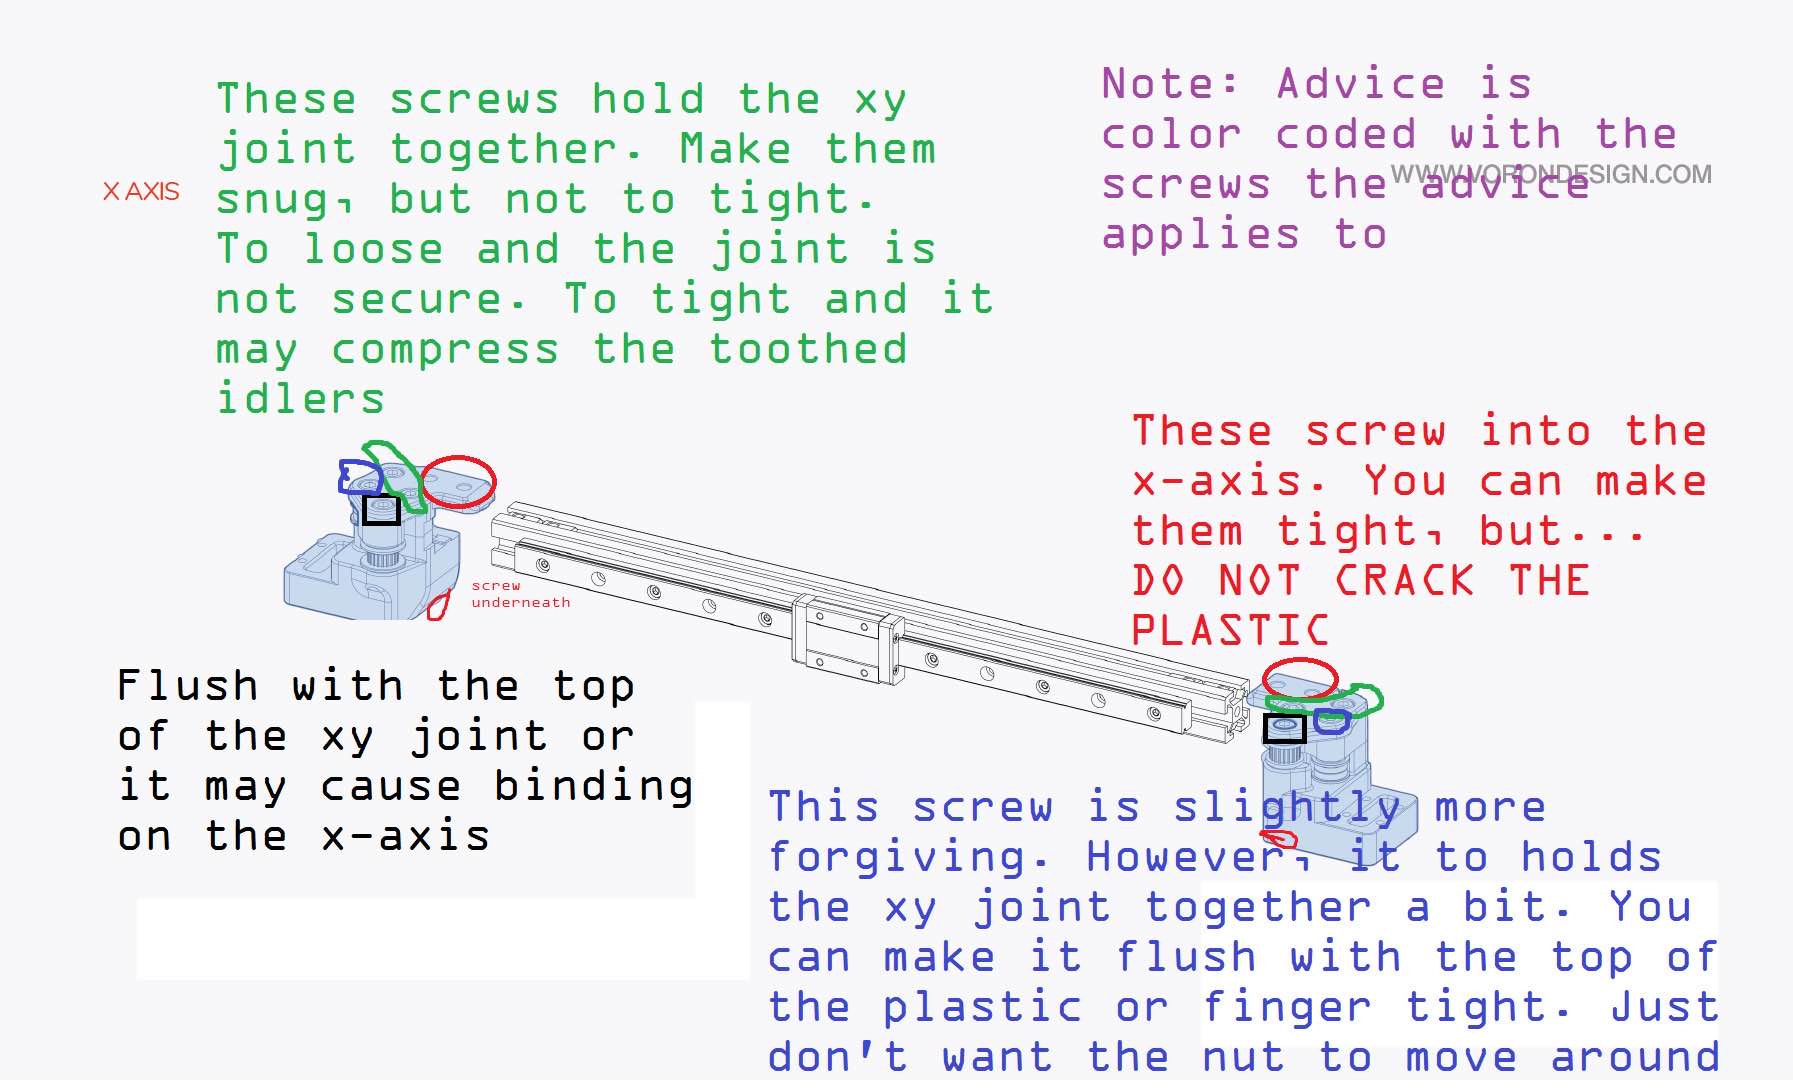 These screws hold the xy
joint together. Make them
snug, but not to tight.
To loose and the joint is
not secure. To tight and it
may compress the toothed
idlers
Note: Advice is
color coded with the
screws the advice
applies to
WWW.VORONDESIGN.COM
X AXIS
These screw into the
x-axis. You can make
them tight, but...
DO NOT CRACK THE
PLASTIC
screw
underneath
Flush with the top
of the xy joint or
it may cause binding
on the x-axis
This screw is slightly more
forgiving. However, it to holds
the xy joint together a bit. You
can make it flush with the top of
the plastic or finger tight. Just
don't want the nut to move around